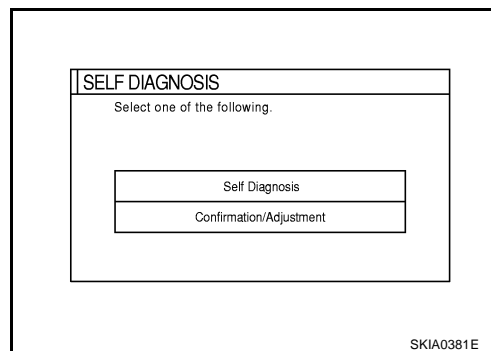 SELF DIAGNOSIS
Select one of the following.
Self Diagnosis
Confirmation/Adjustment
SKIA0381E